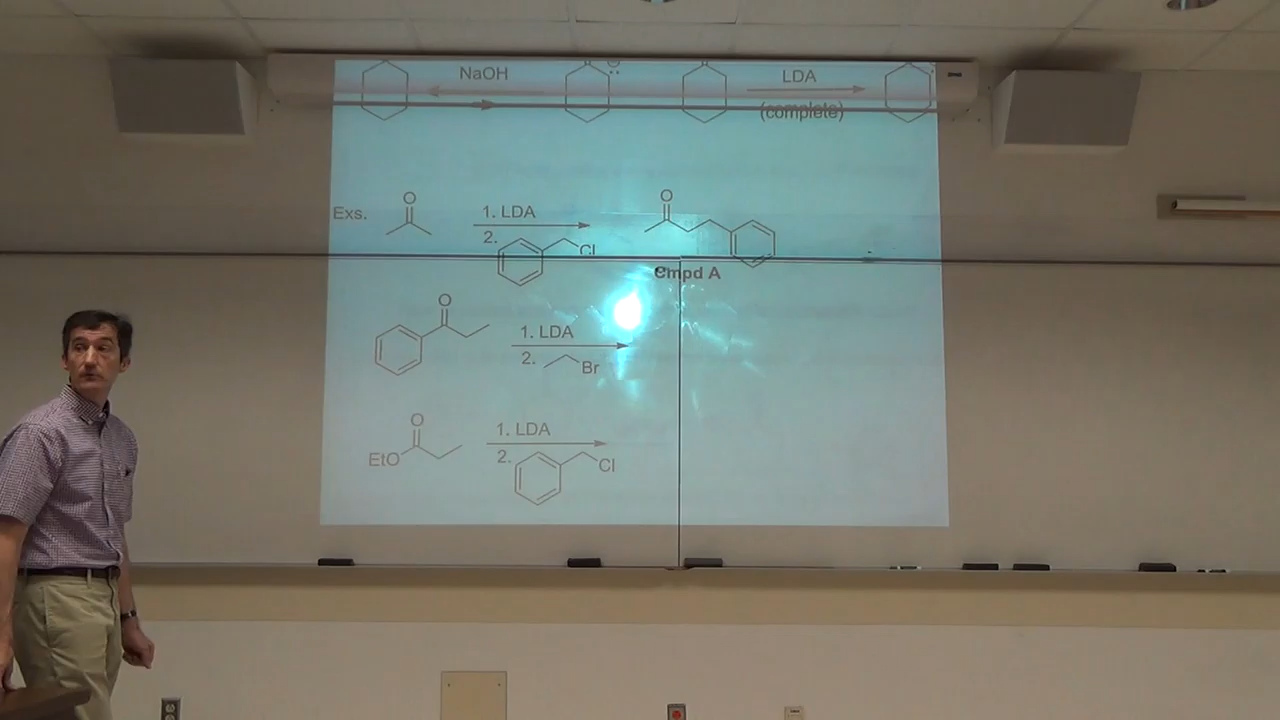 NaOH
LDA
(complete)
Exs.
O
1. LDA
2.
Cl
O
Cmpd A
O
1. LDA
2.
Br
O
EtO
1. LDA
2.
Cl